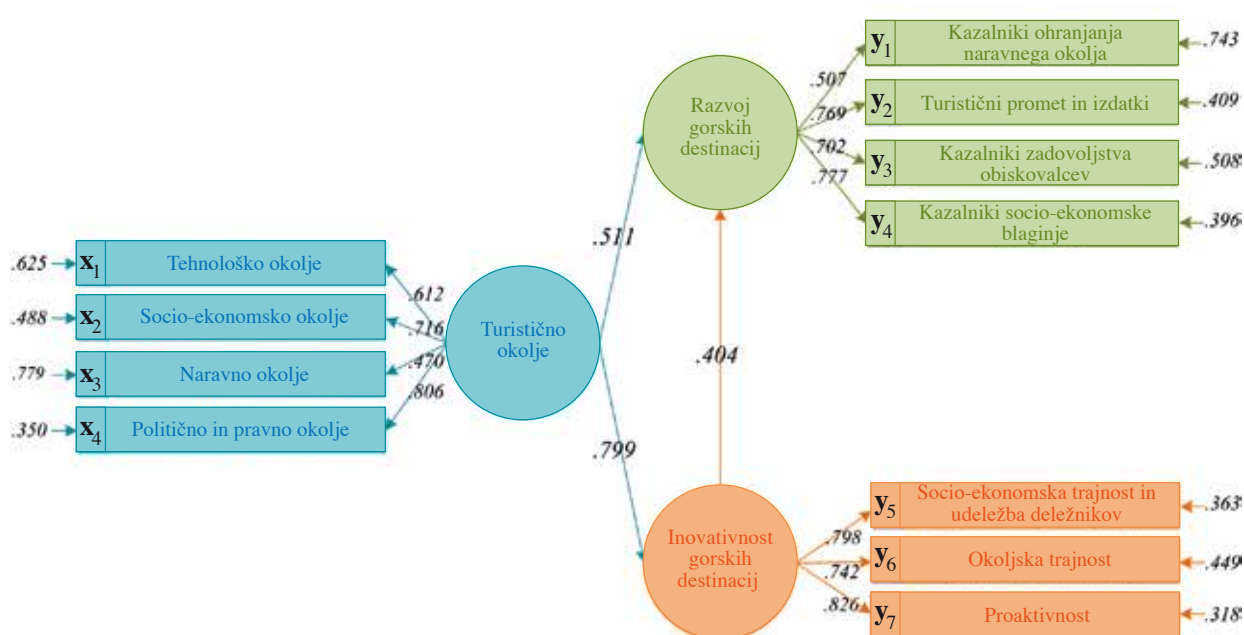 .625
x1
Tehnološko okolje
.488
x2
Socio-ekonomsko okolje
.779
x3
Naravno okolje
.350
x4
Politično in pravno okolje
.612
.716
.470
.806
Turistično
okolje
.511
.799
.404
Razvoj
gorskih
destinacij
.507
.769
.702
.777
y1
Kazalniki ohranjanja
naravnega okolja
.743
y2
Turistični promet in izdatki
.409
y3
Kazalniki zadovoljstva
obiskovalcev
.508
y4
Kazalniki socio-ekonomske
blaginje
.396
Inovativnost
gorskih
destinacij
.798
.742
.826
y5
Socio-ekonomska trajnost in
udeležba deležnikov
.363
y6
Okoljska trajnost
.449
y7
Proaktivnost
.318